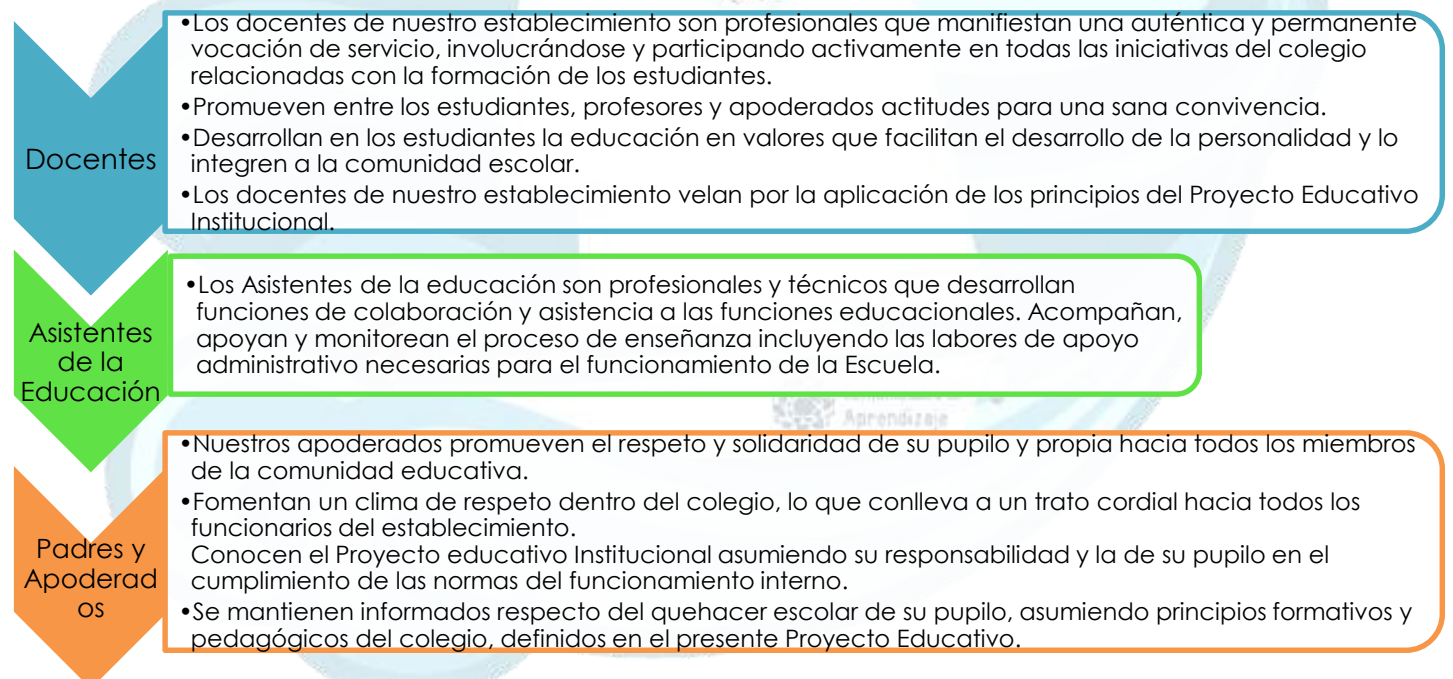 Docentes
•Los docentes de nuestro establecimiento son profesionales que manifiestan una auténtica y permanente
vocación de servicio, involucrándose y participando activamente en todas las iniciativas del colegio
relacionadas con la formación de los estudiantes.
•Promueven entre los estudiantes, profesores y apoderados actitudes para una sana convivencia.
•Desarrollan en los estudiantes la educación en valores que facilitan el desarrollo de la personalidad y lo
integren a la comunidad escolar.
•Los docentes de nuestro establecimiento velan por la aplicación de los principios del Proyecto Educativo
Institucional.
Asistentes
de la
Educación
•Los Asistentes de la educación son profesionales y técnicos que desarrollan
funciones de colaboración y asistencia a las funciones educacionales. Acompañan,
apoyan y monitorean el proceso de enseñanza incluyendo las labores de apoyo
administrativo necesarias para el funcionamiento de la Escuela.
Aprendizaje
Padres y
Apoderad
os
•Nuestros apoderados promueven el respeto y solidaridad de su pupilo y propia hacia todos los miembros
de la comunidad educativa.
•Fomentan un clima de respeto dentro del colegio, lo que conlleva a un trato cordial hacia todos los
funcionarios del establecimiento.
Conocen el Proyecto educativo Institucional asumiendo su responsabilidad y la de su pupilo en el
cumplimiento de las normas del funcionamiento interno.
•Se mantienen informados respecto del quehacer escolar de su pupilo, asumiendo principios formativos y
pedagógicos del colegio, definidos en el presente Proyecto Educativo.